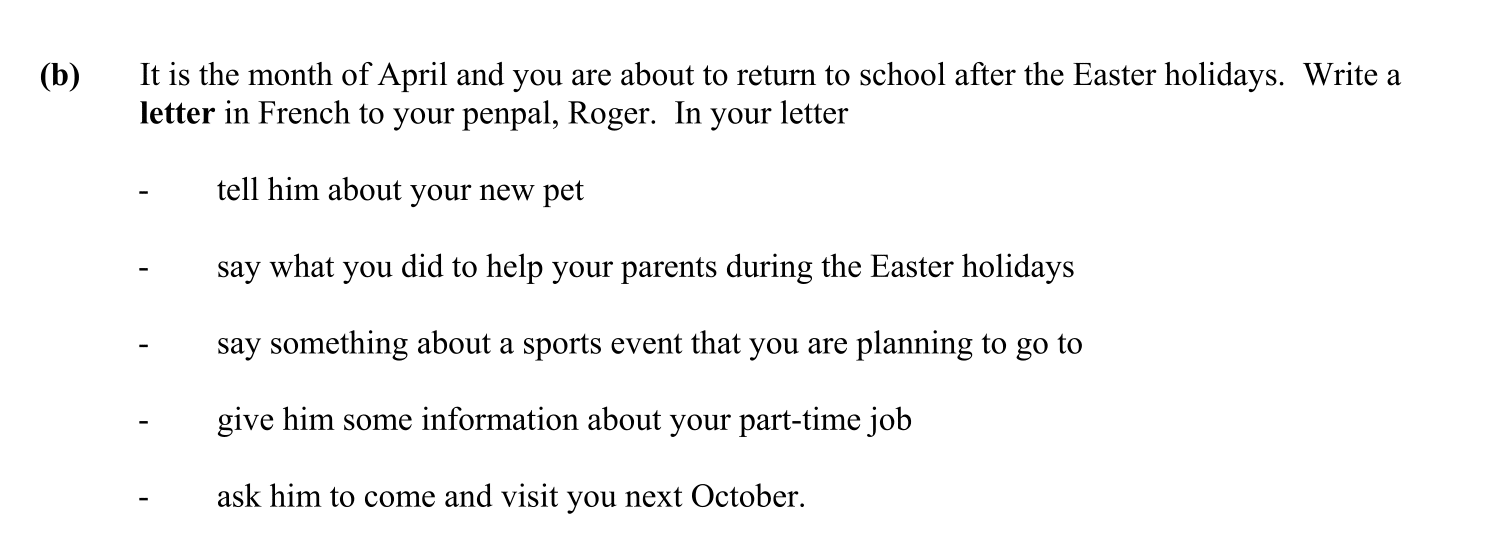 (b) It is the month of April and you are about to return to school after the Easter holidays. Write a
letter in French to your penpal, Roger. In your letter
- tell him about your new pet
- say what you did to help your parents during the Easter holidays
- say something about a sports event that you are planning to go to
- give him some information about your part-time job
- ask him to come and visit you next October.